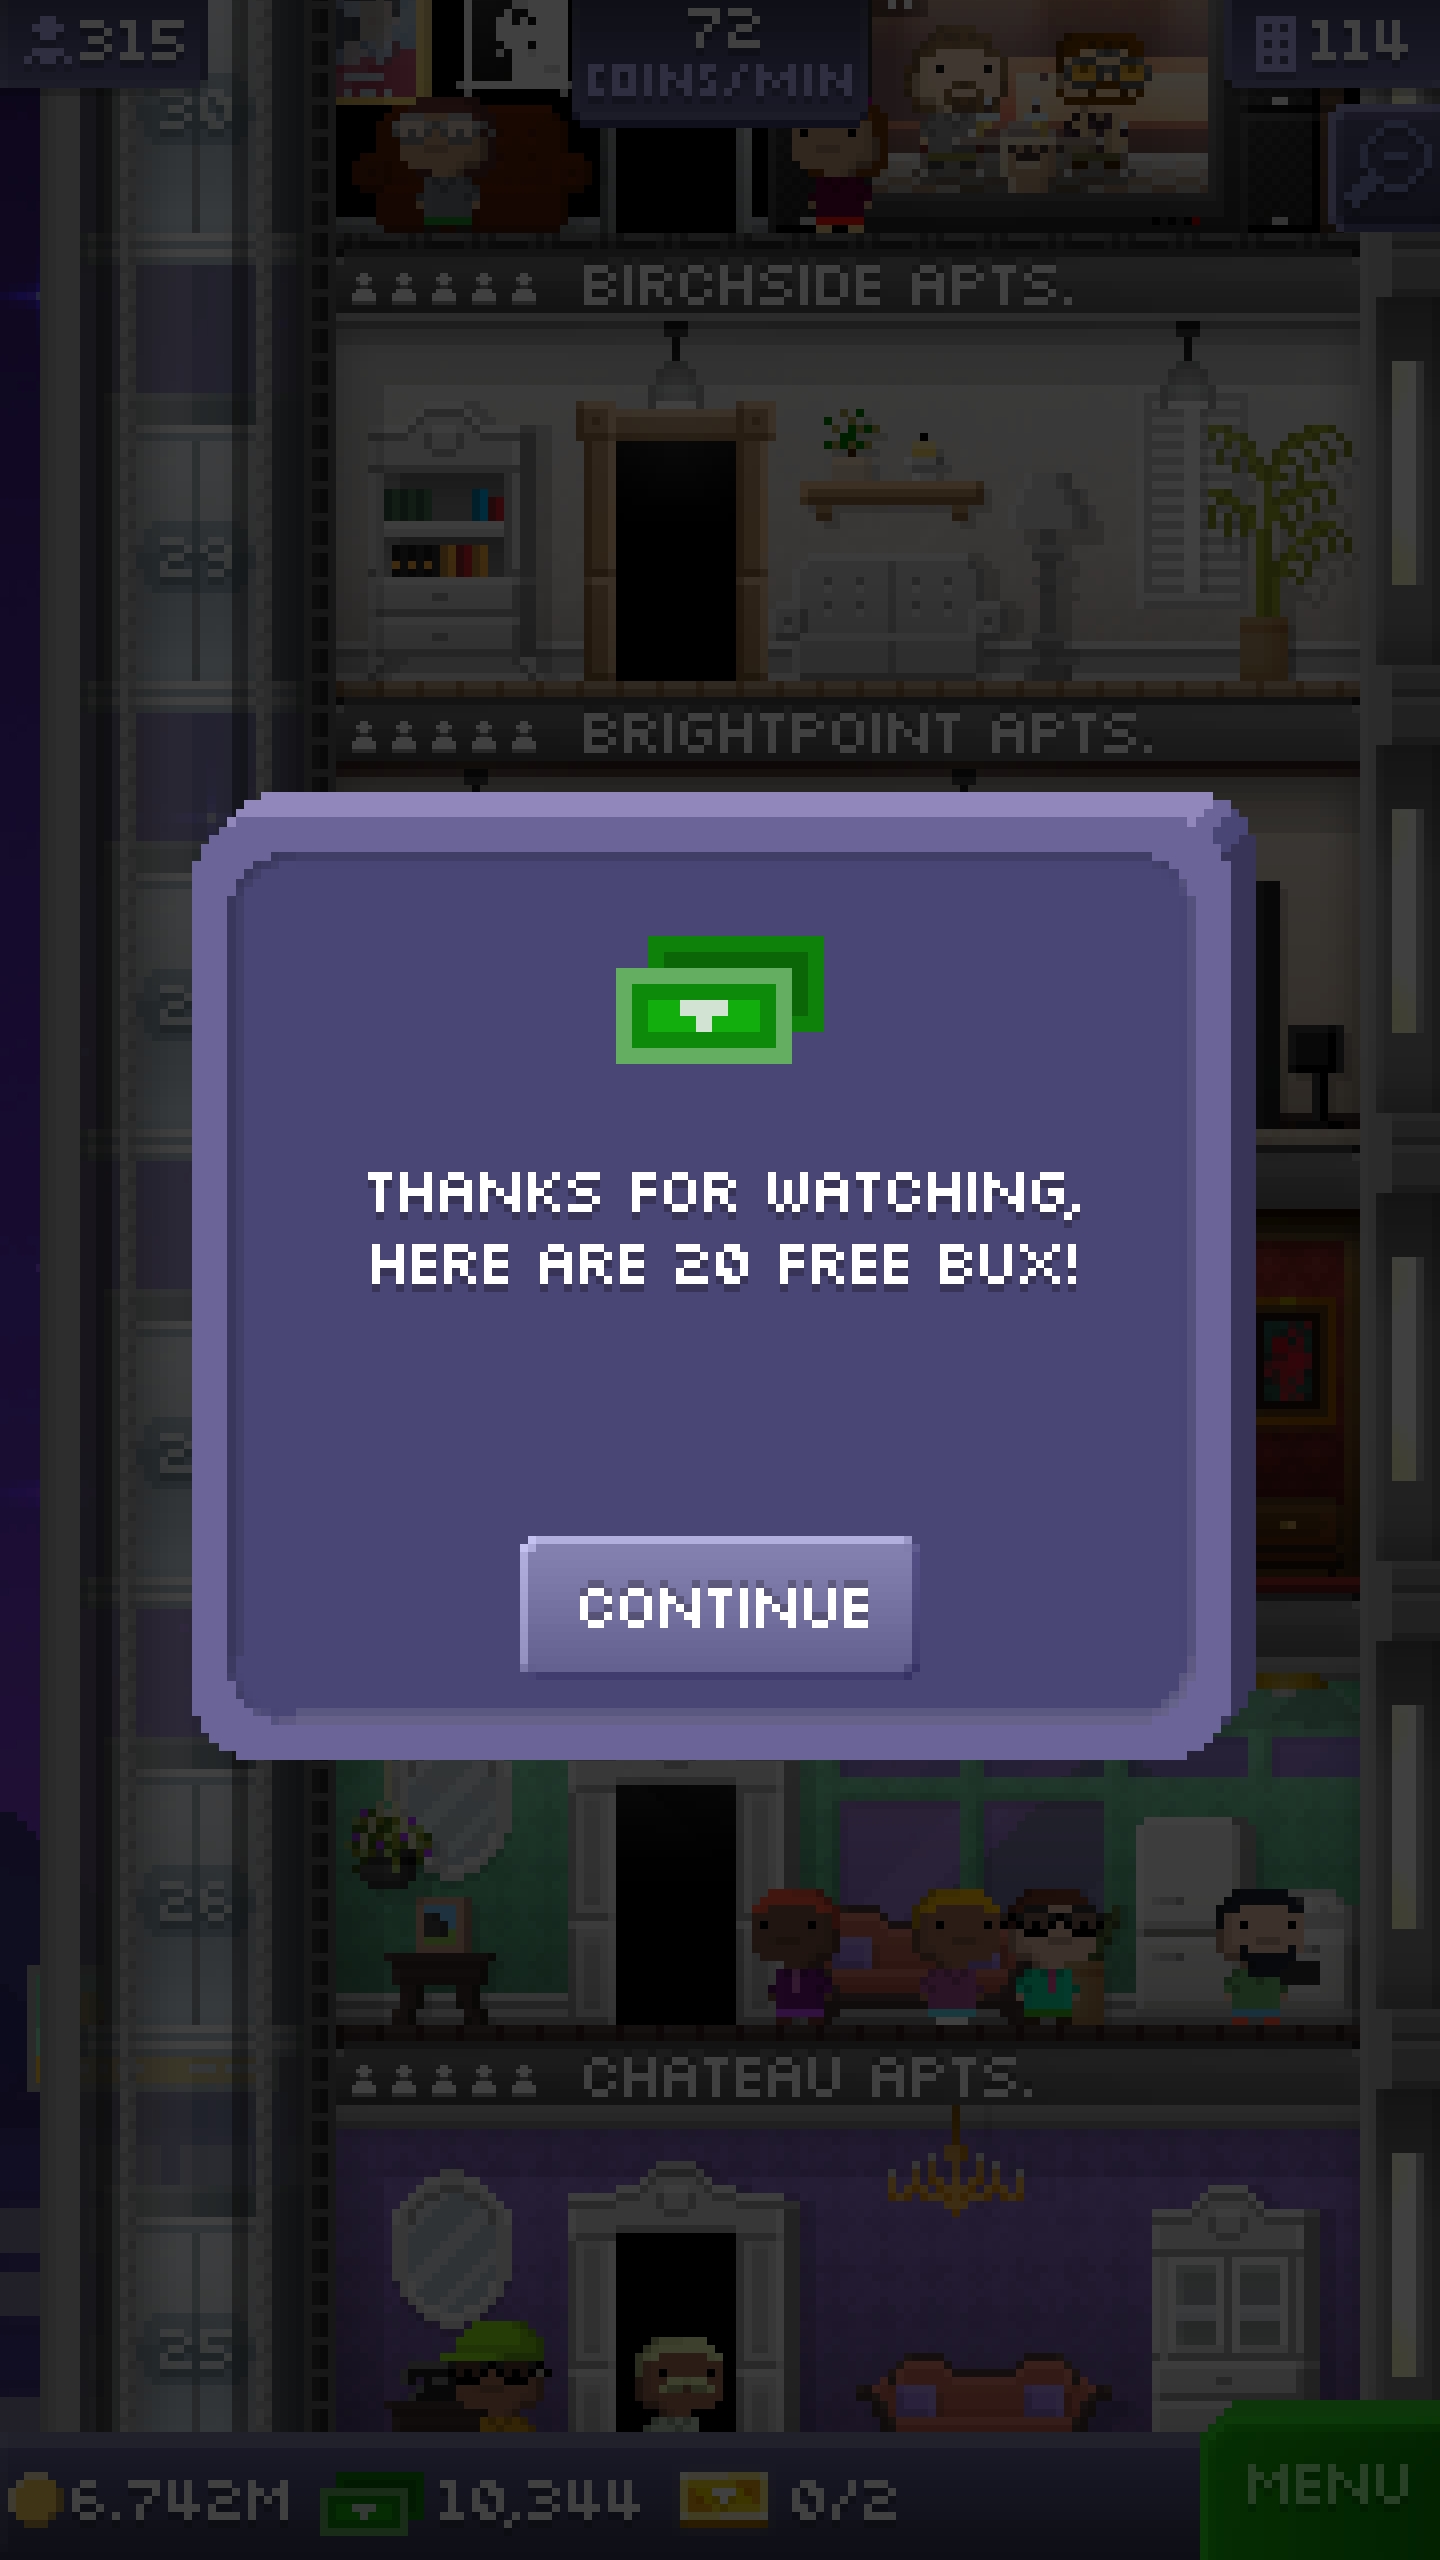 315
72
COINS/MIN
114
30
BIRCHSIDE APTS.
29
BRIGHTPOINT APTS.
THANKS FOR WATCHING,
HERE ARE 20 FREE BUX!
CONTINUE
CHATEAU APTS.
25
6.742M
10,344
0/2
MENU